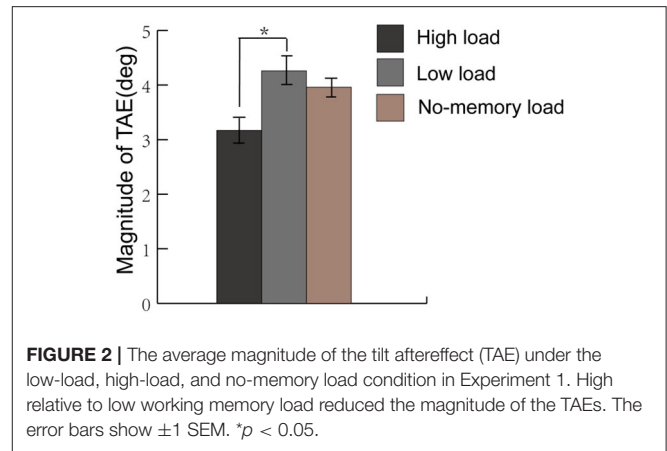 Magnitude of TAE(deg)
5
4
3
2
1
0
*
High load
Low load
No-memory load
FIGURE 2 | The average magnitude of the tilt aftereffect (TAE) under the
low-load, high-load, and no-memory load condition in Experiment 1. High
relative to low working memory load reduced the magnitude of the TAEs. The
error bars show ±1 SEM. *p < 0.05.